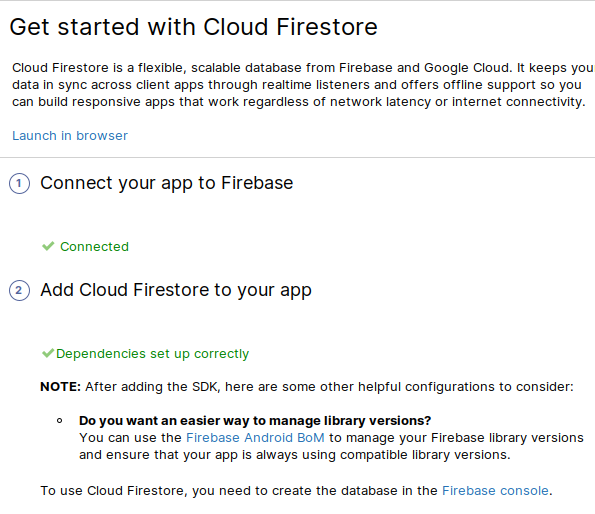 Get started with Cloud Firestore
Cloud Firestore is a flexible, scalable database from Firebase and Google Cloud. It keeps you
data in sync across client apps through realtime listeners and offers offline support so you
can build responsive apps that work regardless of network latency or internet connectivity.
Launch in browser
1 Connect your app to Firebase
Connected
2 Add Cloud Firestore to your app
Dependencies set up correctly
NOTE: After adding the SDK, here are some other helpful configurations to consider:
Do you want an easier way to manage library versions?
You can use the Firebase Android BoM to manage your Firebase library versions
and ensure that your app is always using compatible library versions.
To use Cloud Firestore, you need to create the database in the Firebase console.